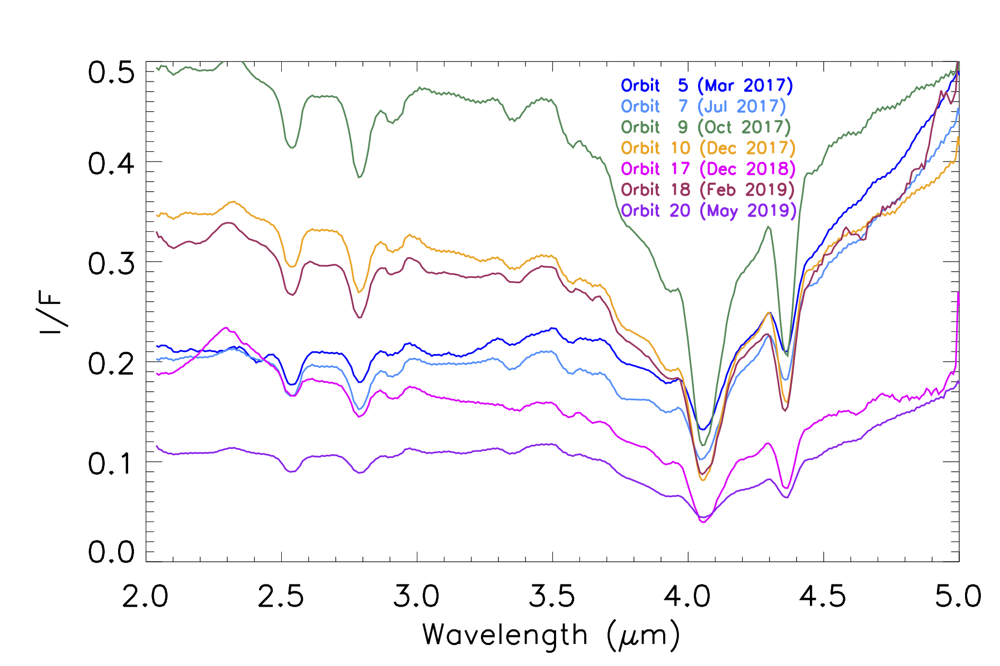 0.5
0.4
0.3
0.2
0.1
0.0
I/F
Orbit 5 (Mar 2017)
Orbit 7 (Jul 2017)
Orbit 9 (Oct 2017)
Orbit 10 (Dec 2017)
Orbit 17 (Dec 2018)
Orbit 18 (Feb 2019)
Orbit 20 (May 2019)
2.0 2.5 3.0 3.5 4.0 4.5 5.0
Wavelength (μm)